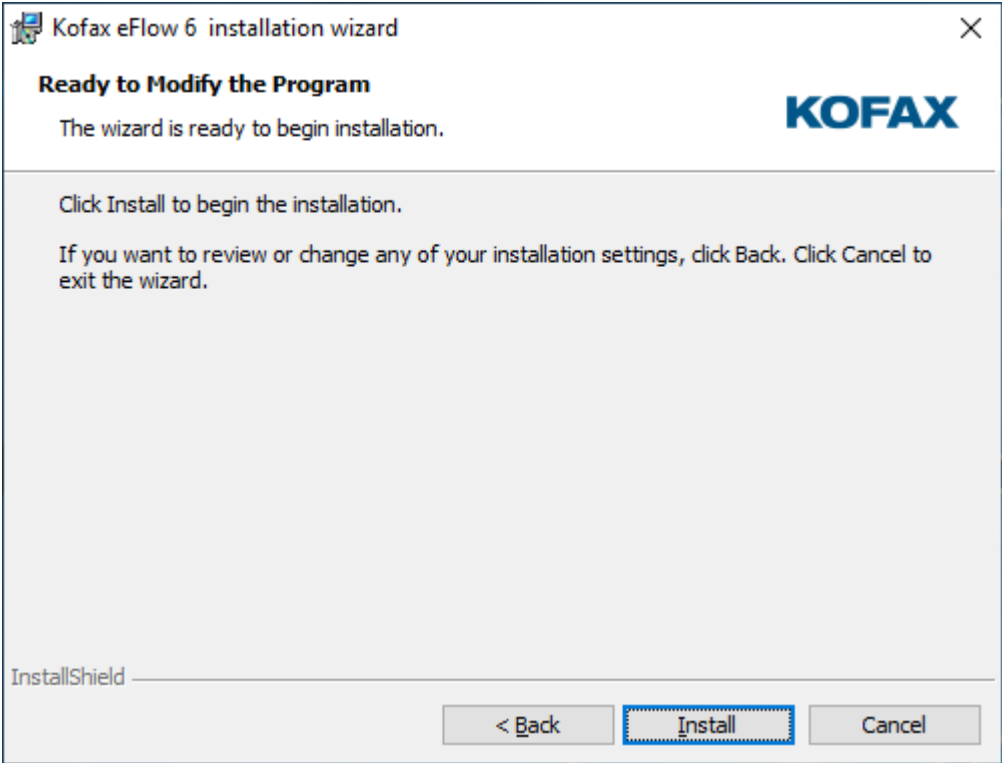 Kofax eFlow 6  installation wizard
Ready to Modify the Program
The wizard is ready to begin installation.
KOFAX
Click Install to begin the installation.
If you want to review or change any of your installation settings, click Back. Click Cancel to
exit the wizard.
InstallShield
< Back
Install
Cancel